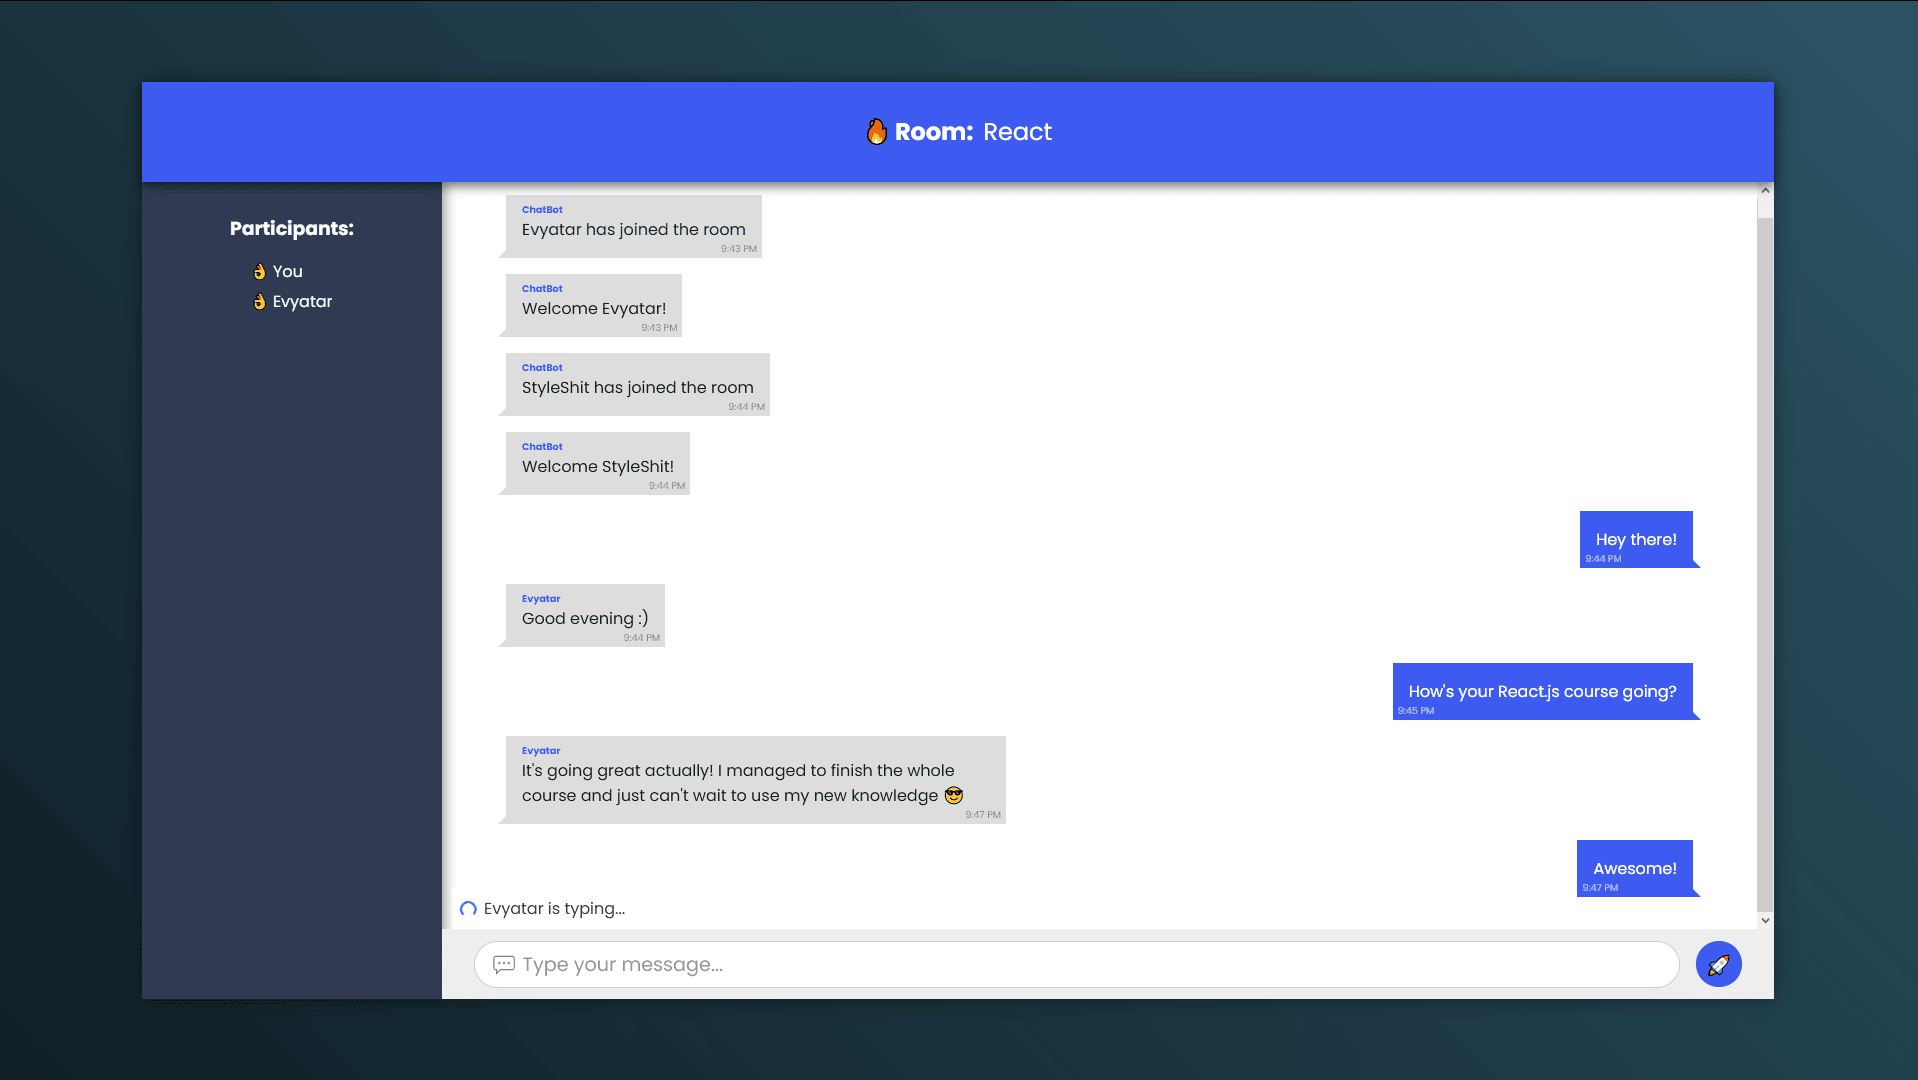 🔥 Room: React
Participants:
👌 You
👌 Evyatar
ChatBot
Evyatar has joined the room
9:43 PM
ChatBot
Welcome Evyatar!
9:43 PM
ChatBot
StyleShit has joined the room
9:44 PM
ChatBot
Welcome StyleShit!
9:44 PM
Hey there!
9:44 PM
Evyatar
Good evening :)
9:44 PM
How's your React.js course going?
9:45 PM
Evyatar
It's going great actually! I managed to finish the whole
course and just can't wait to use my new knowledge 😎
9:47 PM
Awesome!
9:47 PM
Evyatar is typing...
Type your message...